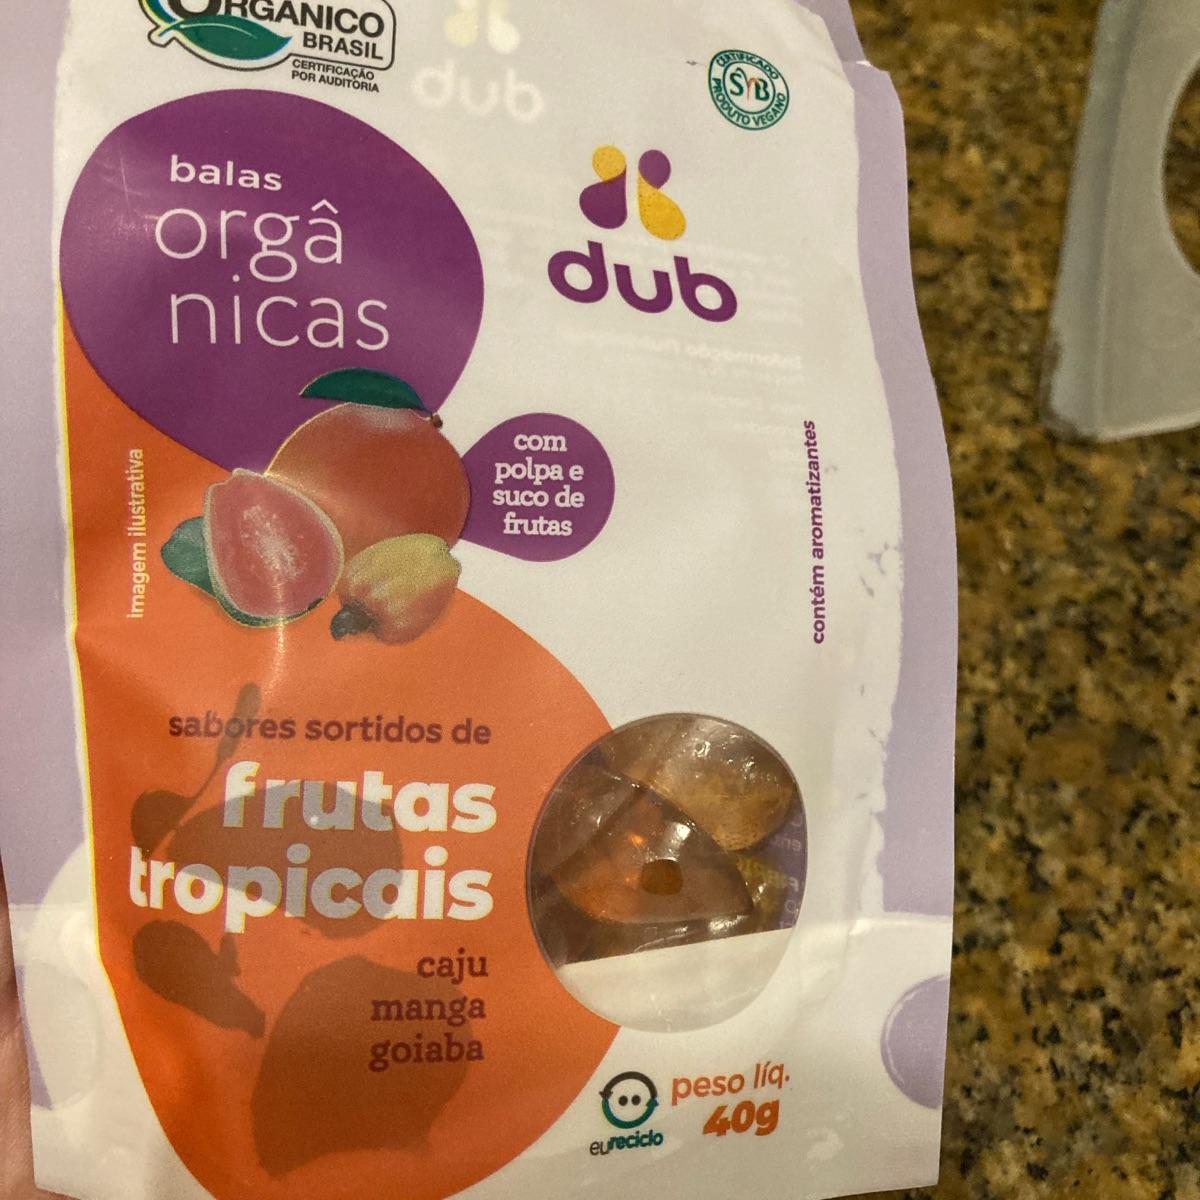 ORGÂNICO
BRASIL
CERTIFICAÇÃO
POR AUDITORIA
dub
CERTIFICADO
SVB
PRODUTO VEGANO
balas
orgâ
nicas
dub
com
polpa e
suco de
frutas
imagem ilustrativa
contém aromatizantes
sabores sortidos de
frutas
tropicais
caju
manga
goiaba
eureciclo
peso líq.
40g